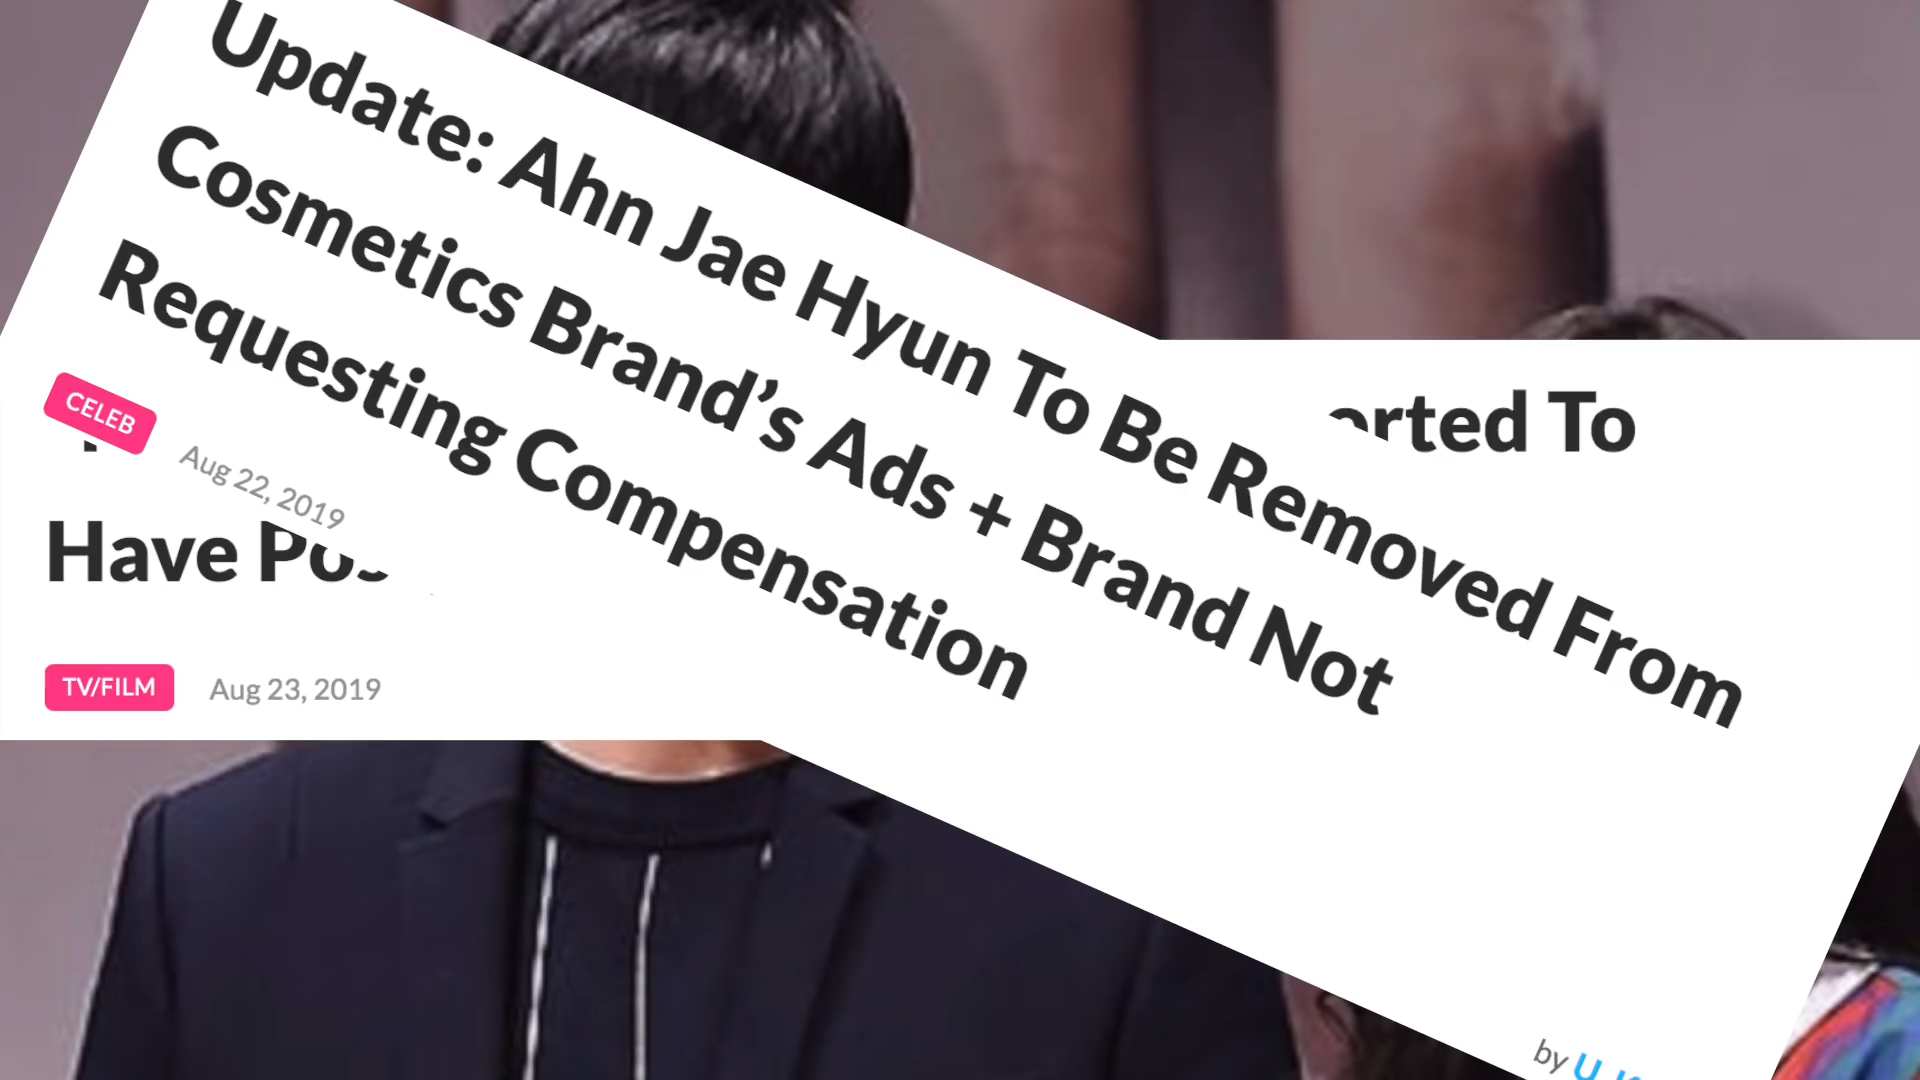 Update: Ahn Jae Hyun To Be Removed From
Cosmetics Brand’s Ads + Brand Not
Requesting Compensation
CELEB
Aug 22, 2019
by
To
Have
TV/FILM
Aug 23, 2019